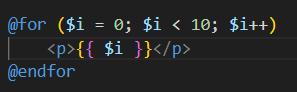 @for ($i = 0; $i < 10; $i++)
    <p>{{ $i }}</p>
@endfor